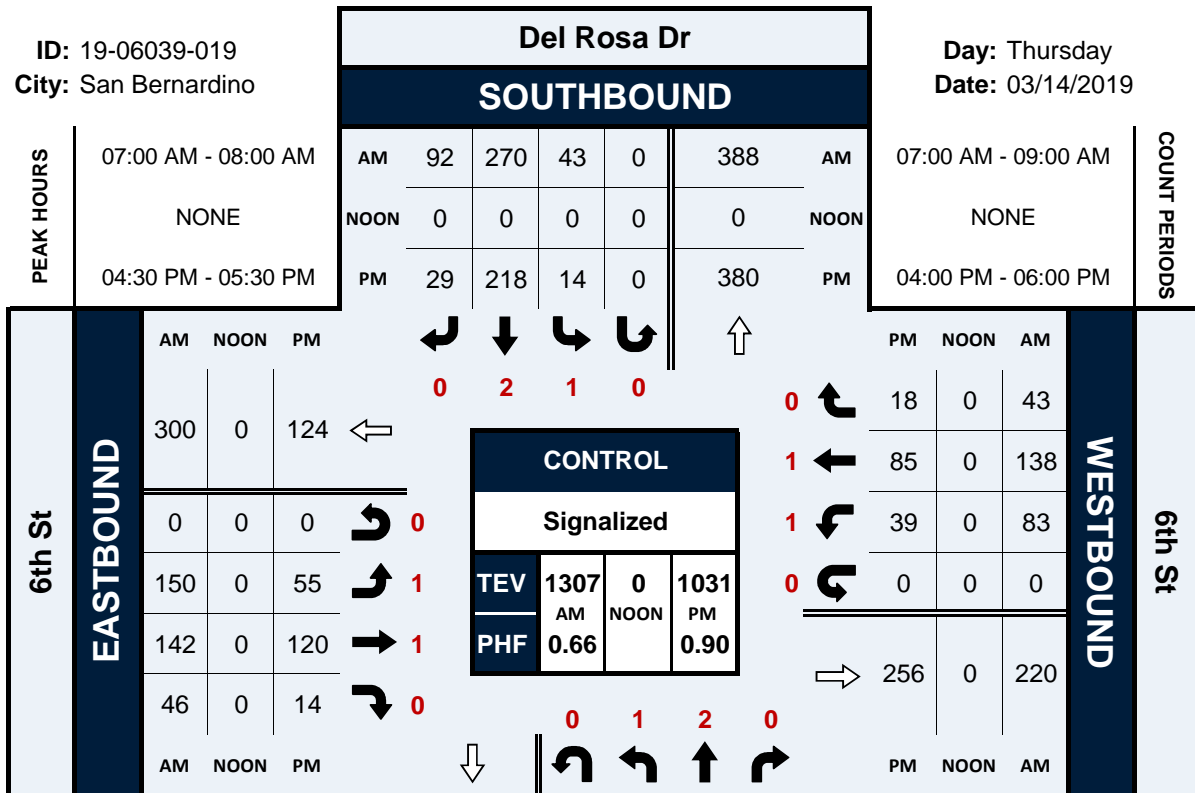 ID: 19-06039-019
City: San Bernardino
Del Rosa Dr
SOUTHBOUND
Day: Thursday
Date: 03/14/2019
PEAK HOURS
07:00 AM - 08:00 AM
NONE
04:30 PM - 05:30 PM
AM 92 270 43 0 388 AM
NOON 0 0 0 0 0 NOON
PM 29 218 14 0 380 PM
07:00 AM - 09:00 AM
NONE
04:00 PM - 06:00 PM
COUNT PERIODS
0 2 1 0
6th St
EASTBOUND
AM NOON PM
300 0 124
0 0 0 0
150 0 55 1
142 0 120 1
46 0 14 0
AM NOON PM
CONTROL
Signalized
TEV 1307 0 1031
AM NOON PM
PHF 0.66 0.90
PM NOON AM
0 18 0 43
1 85 0 138
1 39 0 83
0 0 0 0
256 0 220
PM NOON AM
WESTBOUND
6th St
0 1 2 0